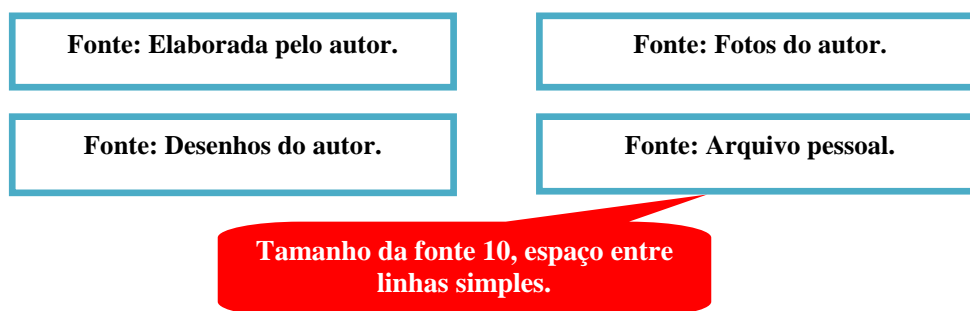 Fonte: Elaborada pelo autor.
Fonte: Fotos do autor.
Fonte: Desenhos do autor.
Fonte: Arquivo pessoal.
Tamanho da fonte 10, espaço entre
linhas simples.